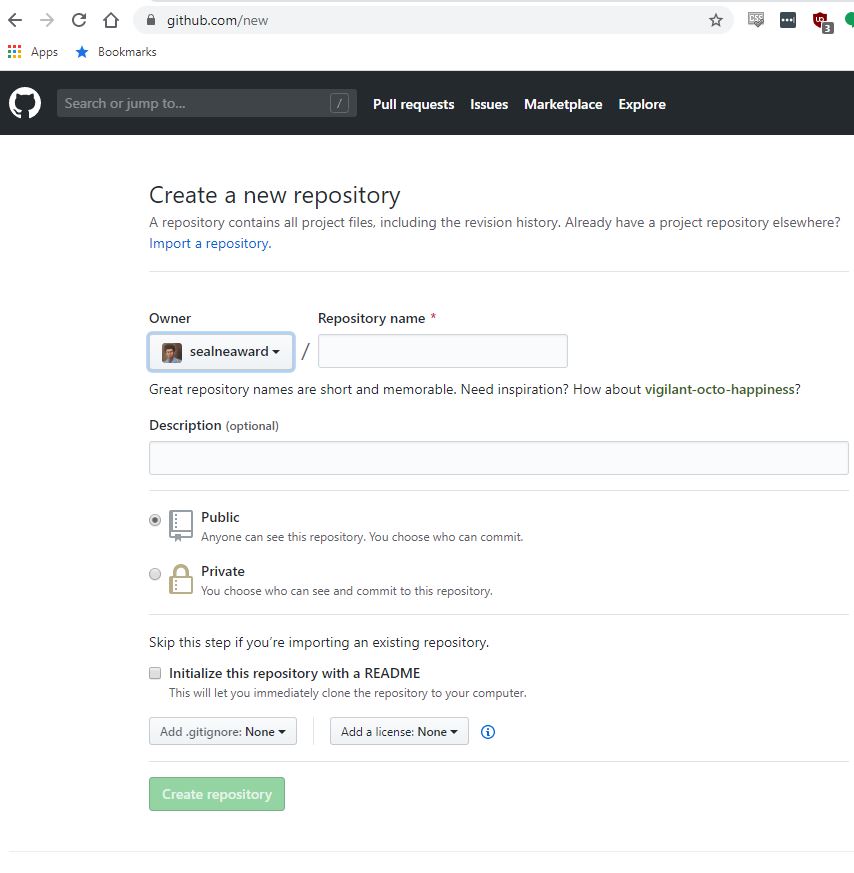 github.com/new
Apps Bookmarks
3
Search or jump to... / Pull requests Issues Marketplace Explore
Create a new repository
A repository contains all project files, including the revision history. Already have a project repository elsewhere?
Import a repository.
Owner Repository name *
sealneaward / 
Great repository names are short and memorable. Need inspiration? How about vigilant-octo-happiness?
Description (optional)
Public
Anyone can see this repository. You choose who can commit.
Private
You choose who can see and commit to this repository.
Skip this step if you're importing an existing repository.
Initialize this repository with a README
This will let you immediately clone the repository to your computer.
Add .gitignore: None Add a license: None
Create repository